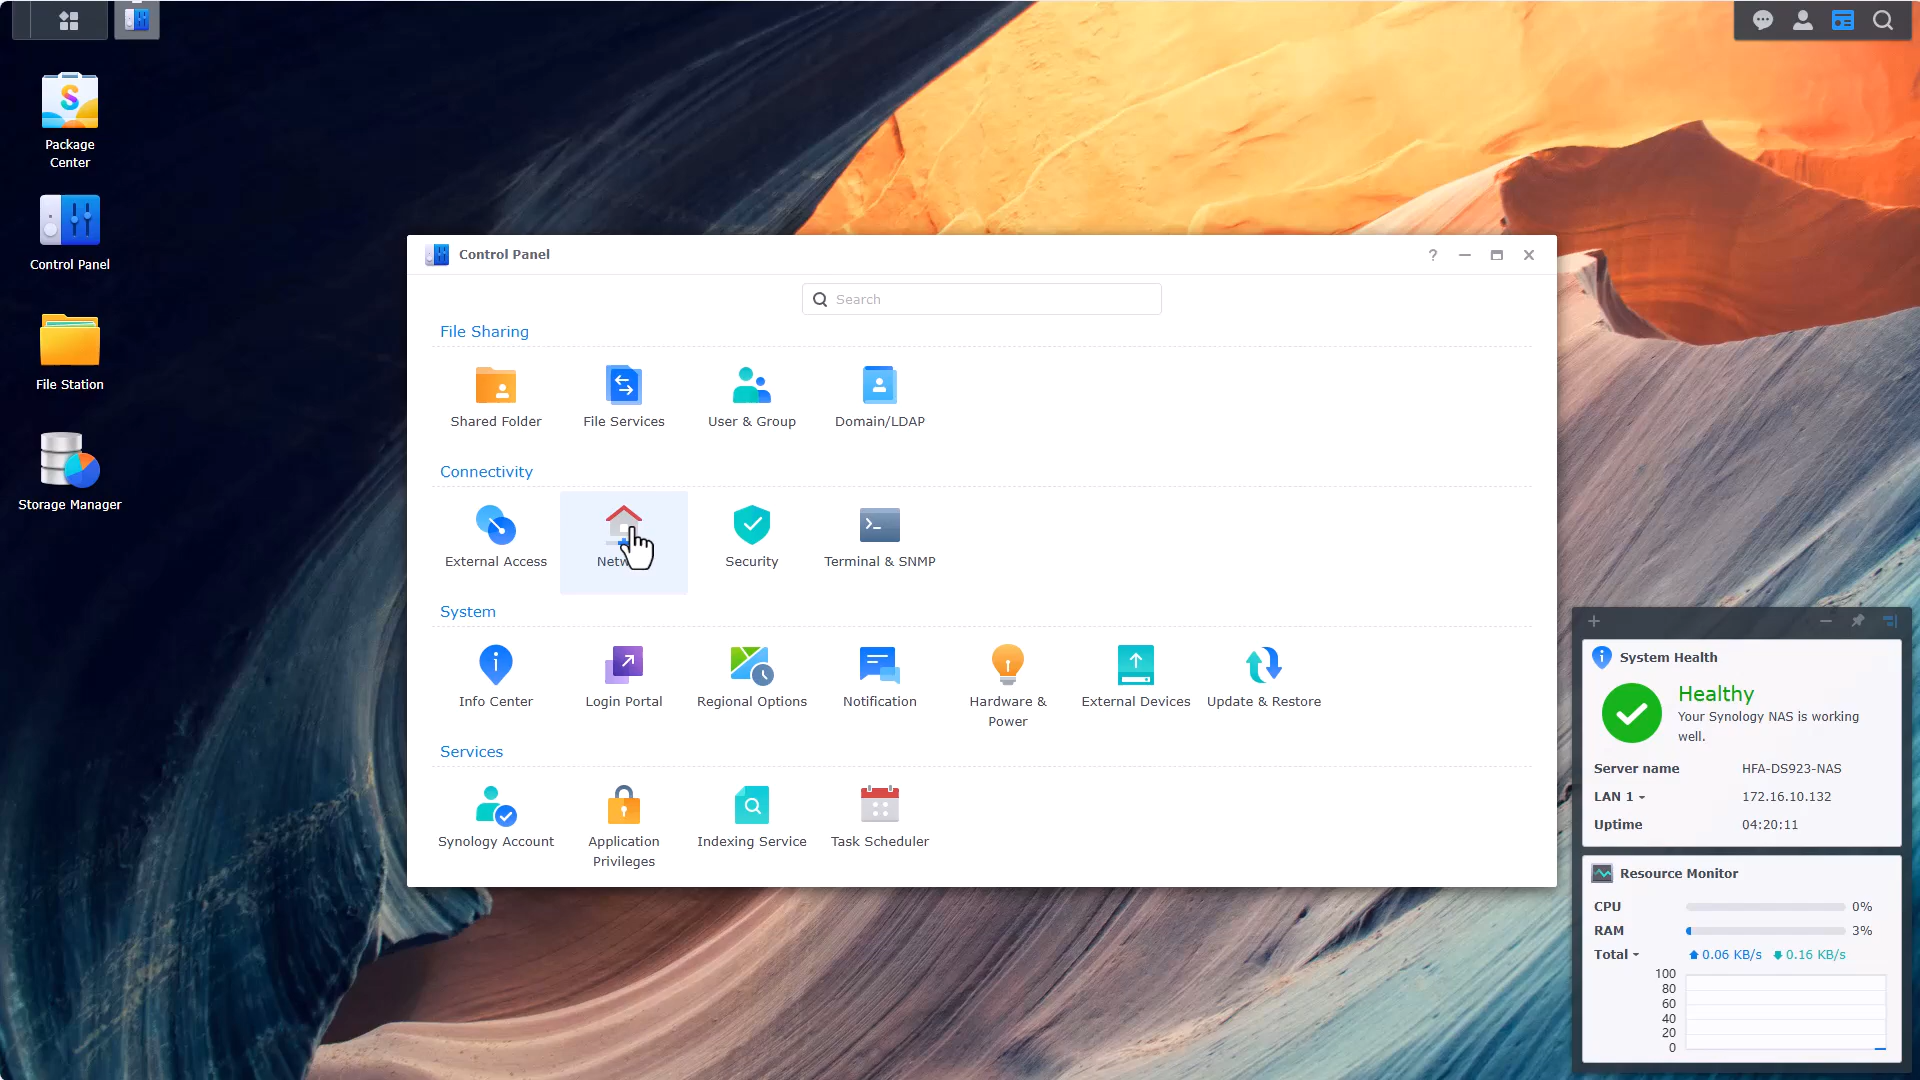 Package
Center
Control Panel
File Station
Storage Manager
Control Panel
?
Search
File Sharing
Shared Folder
File Services
User & Group
Domain/LDAP
Connectivity
External Access
Security
Terminal & SNMP
System
Info Center
Login Portal
Regional Options
Notification
Hardware &
Power
External Devices
Update & Restore
Services
Synology Account
Application
Privileges
Indexing Service
Task Scheduler
System Health
Healthy
Your Synology NAS is working
well.
Server name HFA-DS923-NAS
LAN 1 172.16.10.132
Uptime 04:20:11
Resource Monitor
CPU 0%
RAM 3%
Total 0.06 KB/s 0.16 KB/s
100
80
60
40
20
0